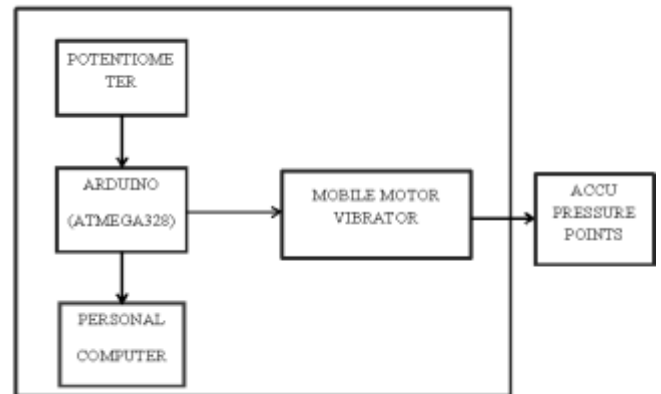 POTENTIOME
TER
ARDUINO
(ATMEGA328)
MOBILE MOTOR
VIBRATOR
ACCU
PRESSURE
POINTS
PERSONAL
COMPUTER